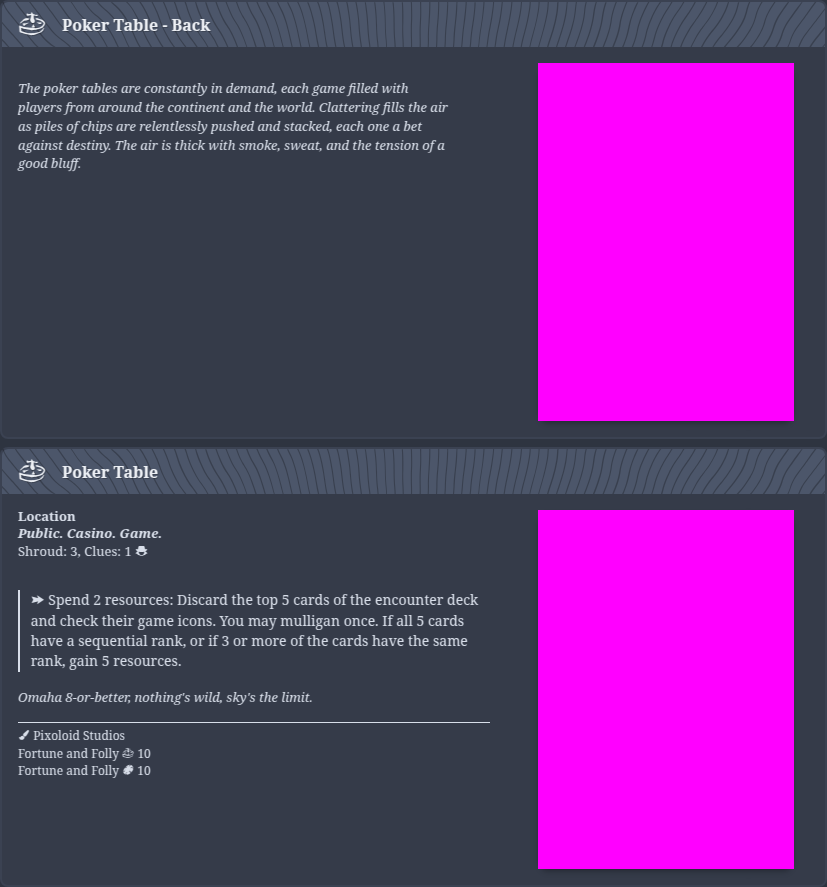 Poker Table - Back
The poker tables are constantly in demand, each game filled with
players from around the continent and the world. Clattering fills the air
as piles of chips are relentlessly pushed and stacked, each one a bet
against destiny. The air is thick with smoke, sweat, and the tension of a
good bluff.
Poker Table
Location
Public. Casino. Game.
Shroud: 3, Clues: 1
Spend 2 resources: Discard the top 5 cards of the encounter deck
and check their game icons. You may mulligan once. If all 5 cards
have a sequential rank, or if 3 or more of the cards have the same
rank, gain 5 resources.
Omaha 8-or-better, nothing's wild, sky's the limit.
Pixoloid Studios
Fortune and Folly 10
Fortune and Folly 10